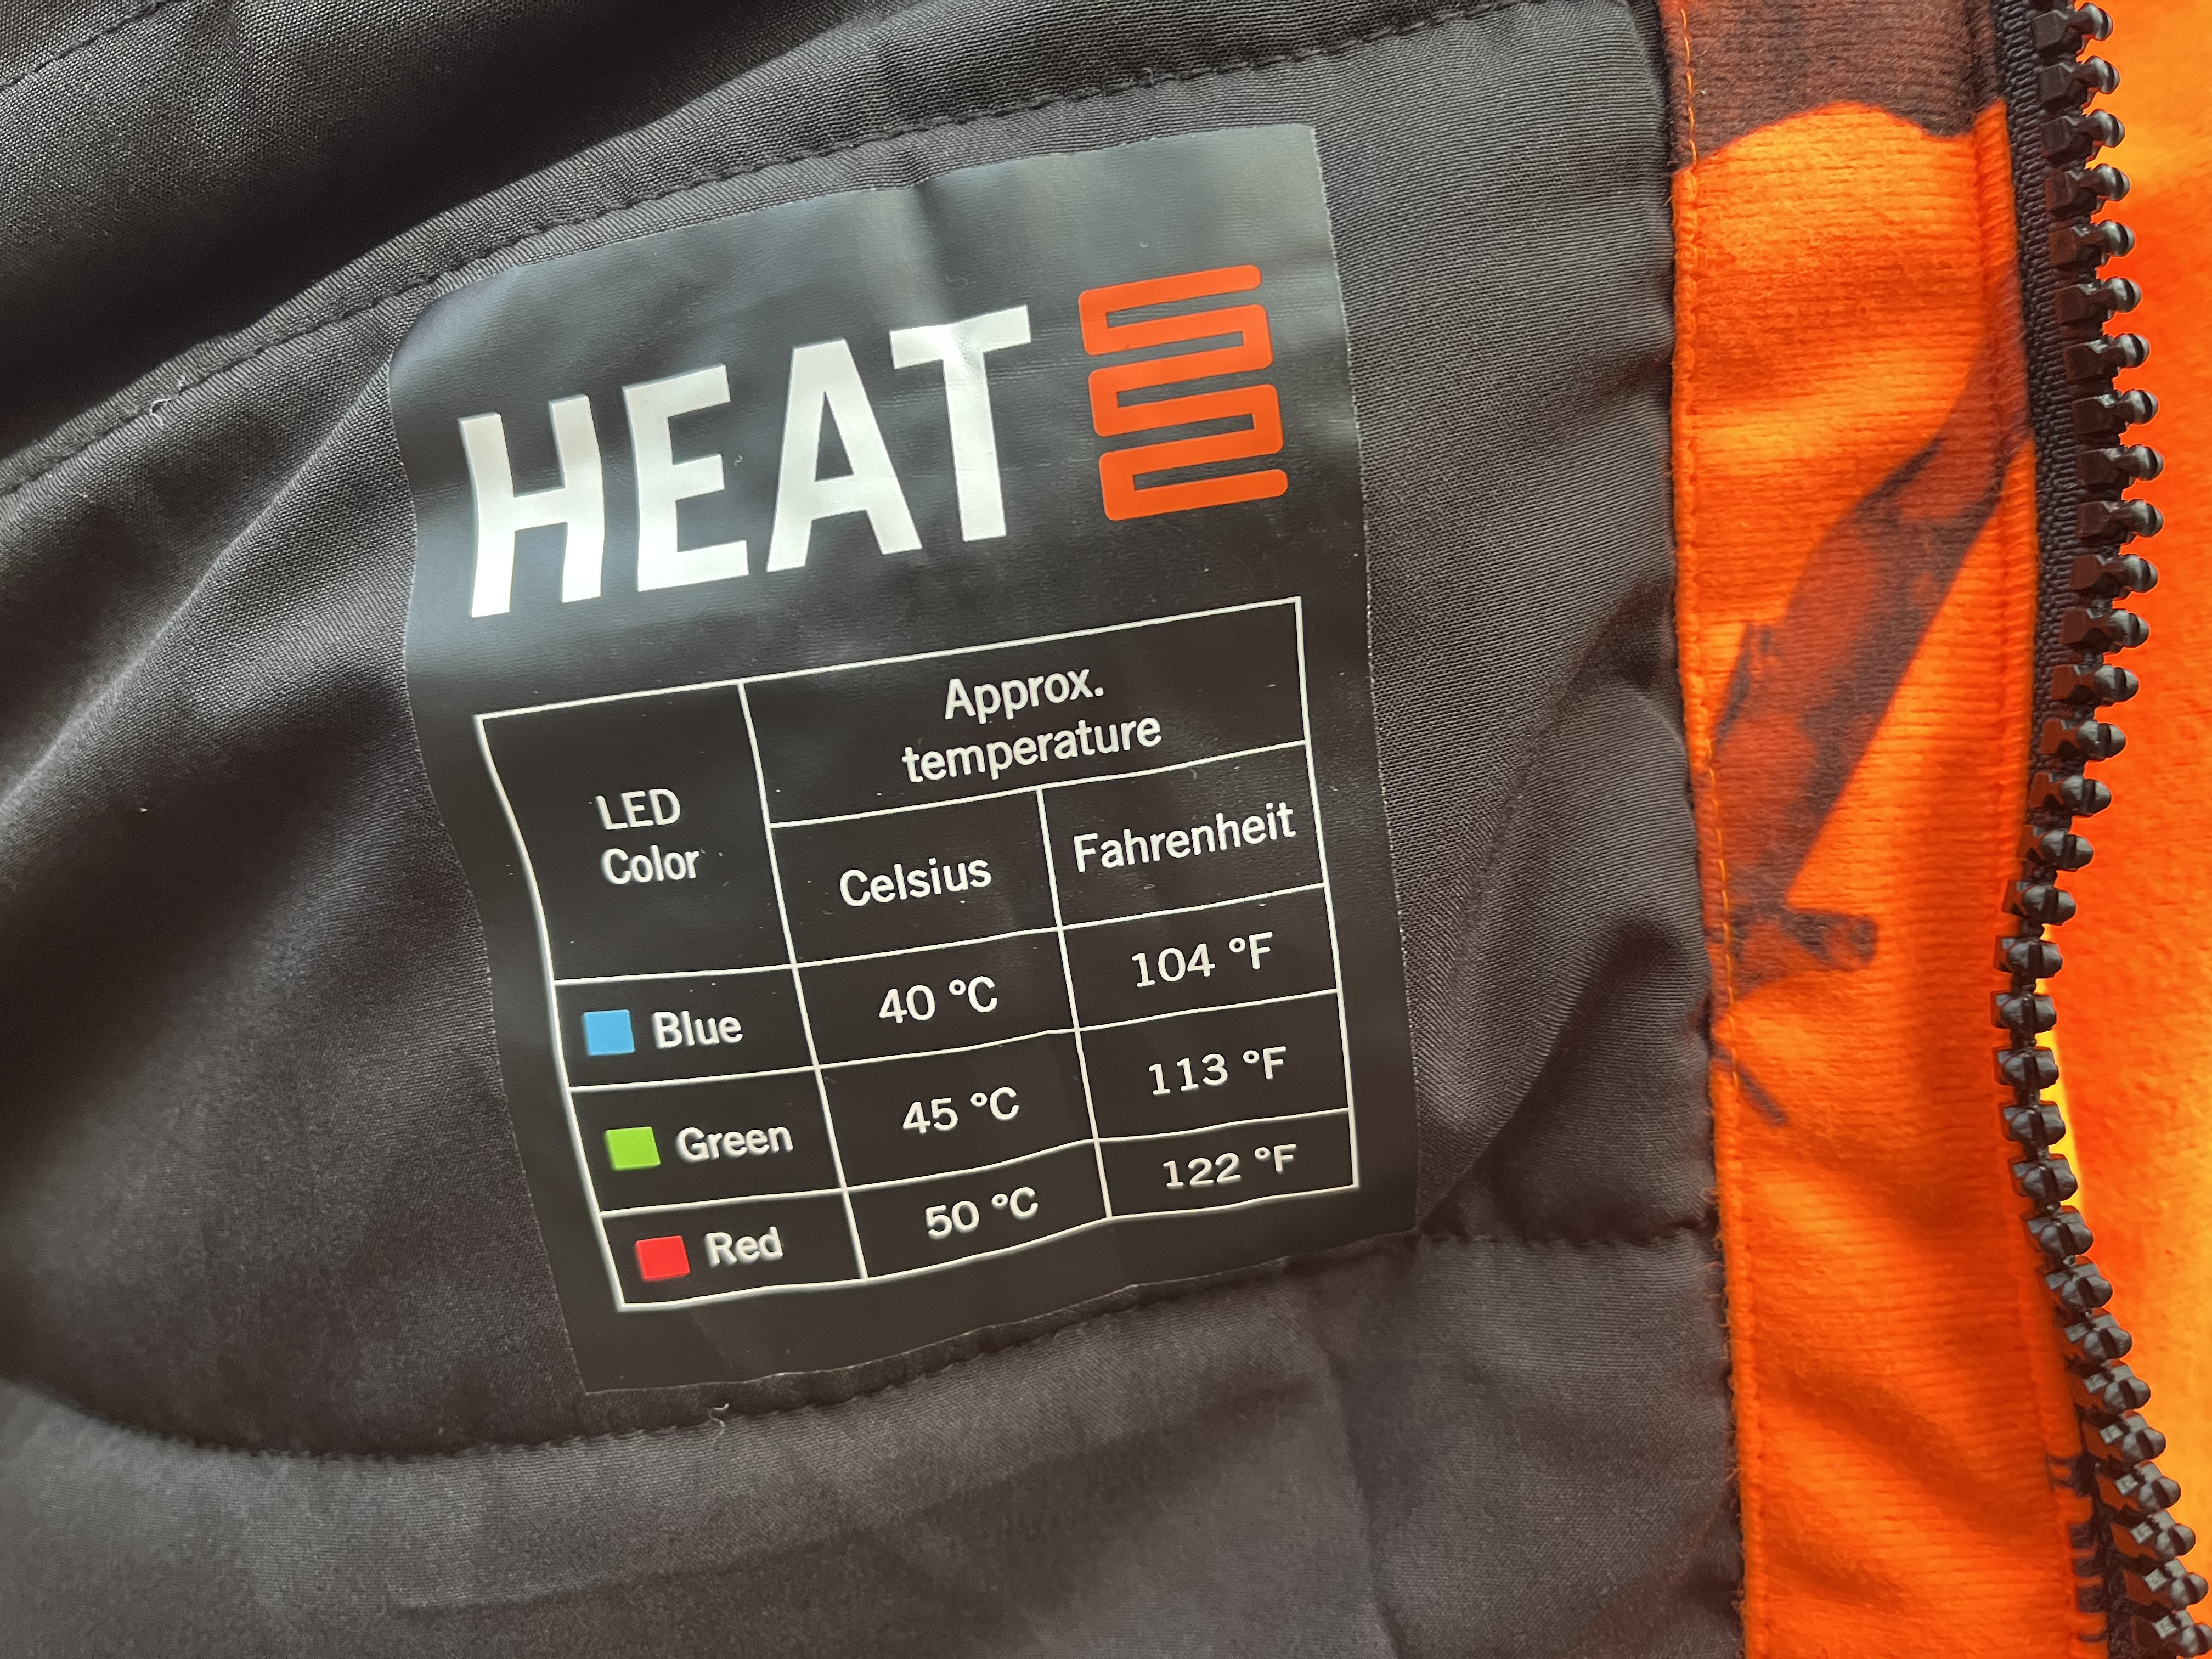 HEAT
Approx.
temperature
LED
Color
Celsius
Fahrenheit
Blue
40 °C
104 °F
Green
45 °C
113 °F
Red
50 °C
122 °F